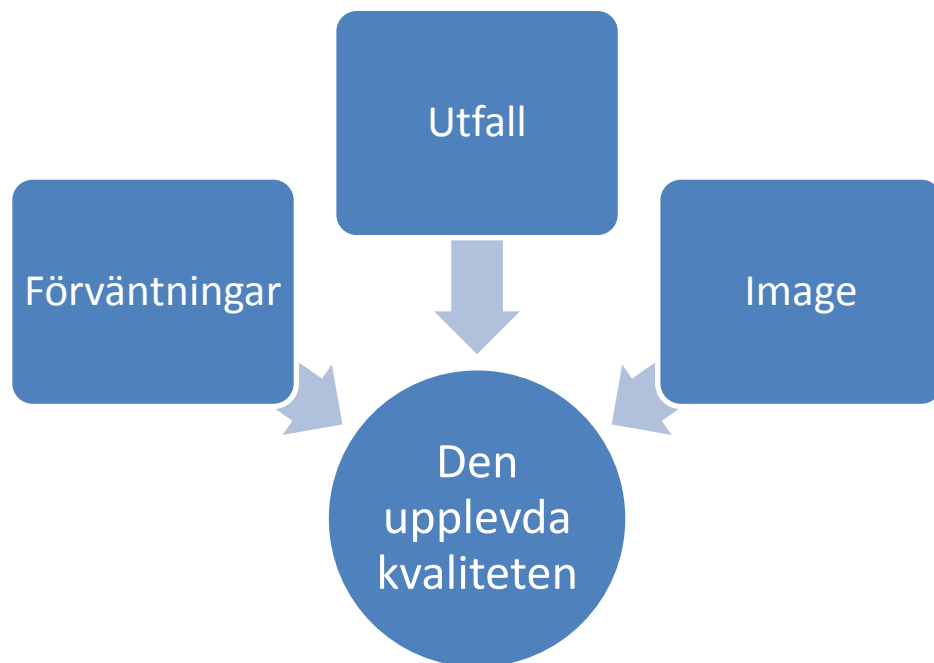 Utfall
Förväntningar
Image
Den
upplevda
kvaliteten